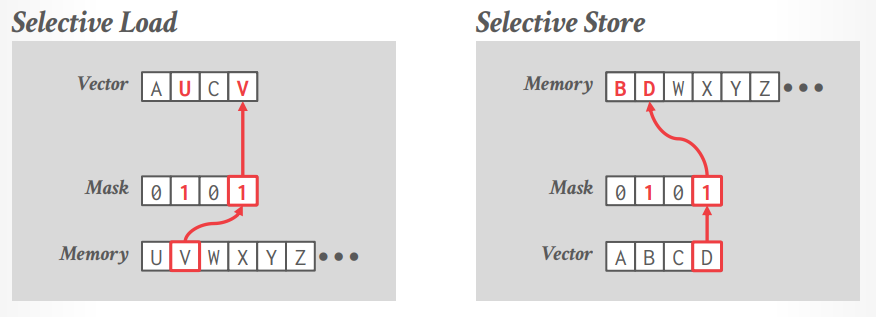 Selective Load
Vector A U C V
Mask 0 1 0 1
Memory U V W X Y Z •••
Selective Store
Memory B D W X Y Z •••
Mask 0 1 0 1
Vector A B C D